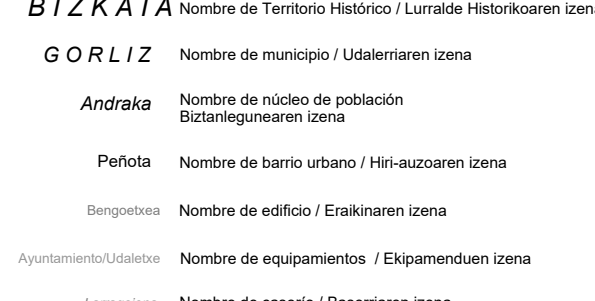 BIZKAIA Nombre de Territorio Histórico / Lurralde Historikoaren izena
GORLIZ Nombre de municipio / Udalerriaren izena
Andraka Nombre de núcleo de población
Biztanlegunearen izena
Peñota Nombre de barrio urbano / Hiri-auzoaren izena
Bengoetxea Nombre de edificio / Eraikinaren izena
Ayuntamiento/Udaletxe Nombre de equipamientos / Ekipamenduen izena
Nombre de caserío / Baserriaren izena